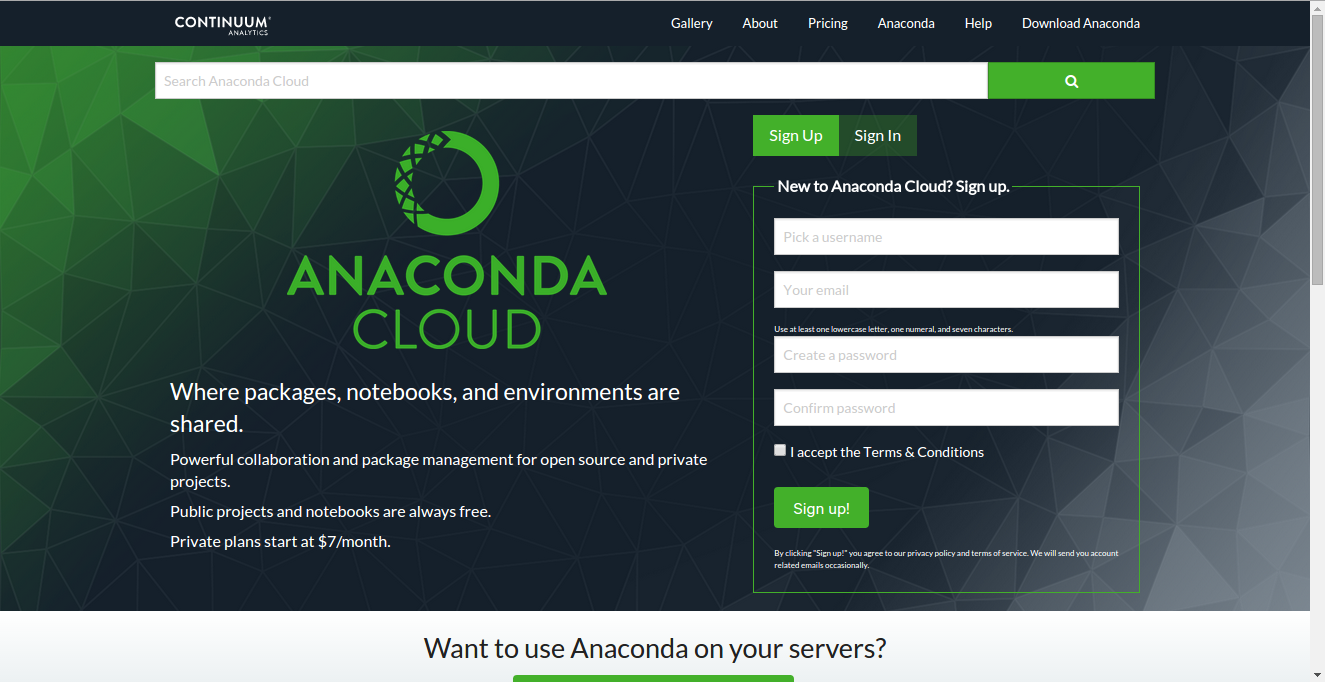 CONTINUUM®
ANALYTICS
Gallery About Pricing Anaconda Help Download Anaconda
Search Anaconda Cloud
Sign Up Sign In
ANACONDA
CLOUD
Where packages, notebooks, and environments are
shared.
Powerful collaboration and package management for open source and private
projects.
Public projects and notebooks are always free.
Private plans start at $7/month.
New to Anaconda Cloud? Sign up.
Pick a username
Your email
Use at least one lowercase letter, one numeral, and seven characters.
Create a password
Confirm password
I accept the Terms & Conditions
Sign up!
By clicking "Sign up!" you agree to our privacy policy and terms of service. We will send you account
related emails occasionally.
Want to use Anaconda on your servers?